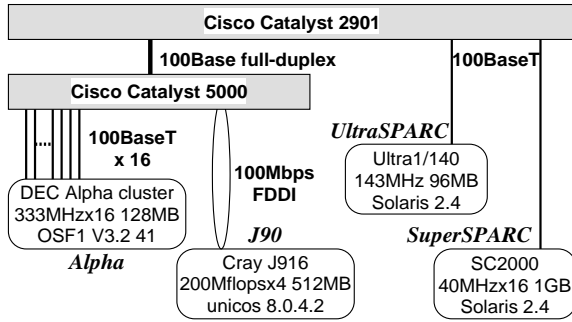 Cisco Catalyst 2901
100Base full-duplex
100BaseT
Cisco Catalyst 5000
100BaseT
x 16
UltraSPARC
Ultra1/140
143MHz 96MB
Solaris 2.4
100Mbps
FDDI
DEC Alpha cluster
333MHzx16 128MB
OSF1 V3.2 41
Alpha
J90
Cray J916
200Mflopsx4 512MB
unicos 8.0.4.2
SuperSPARC
SC2000
40MHzx16 1GB
Solaris 2.4